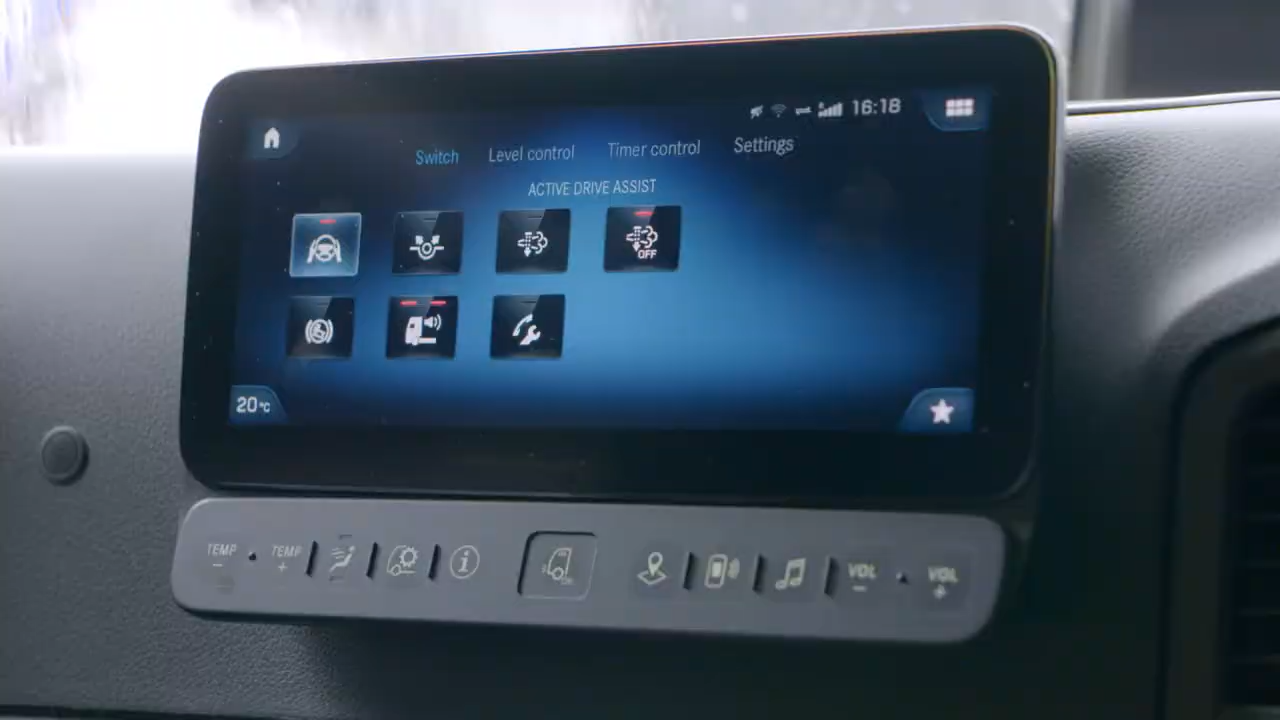 16:18
Switch Level control Timer control Settings
ACTIVE DRIVE ASSIST
OFF
20°C
TEMP
−
TEMP
+
i
VOL
−
VOL
+